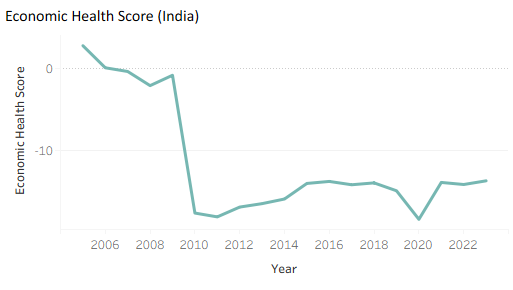 Economic Health Score (India)
Economic Health Score
0
-10
2006 2008 2010 2012 2014 2016 2018 2020 2022
Year